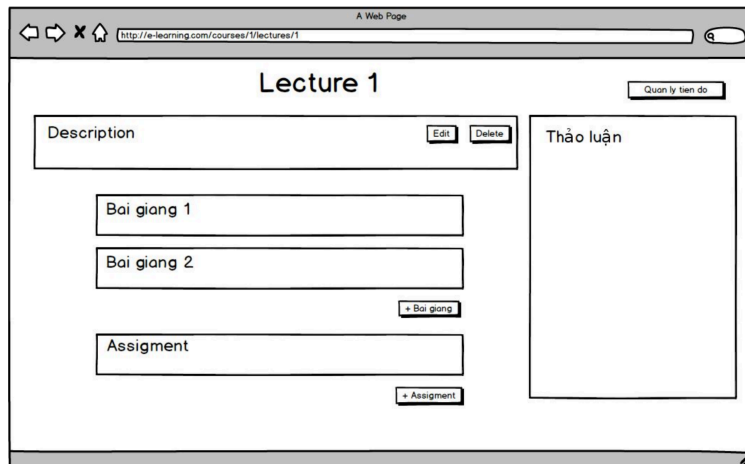 A Web Page
http://e-learning.com/courses/1/lectures/1
Lecture 1
Quan ly tien do
Description
Edit
Delete
Thảo luận
Bai giang 1
Bai giang 2
+ Bai giang
Assigment
+ Assigment